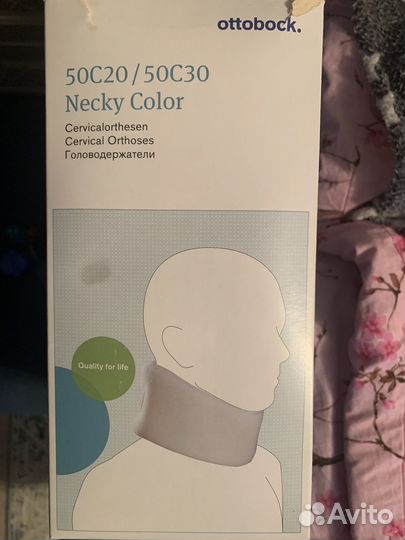 ottobock.
50C20 / 50C30
Necky Color
Cervicalorthesen
Cervical Orthoses
Головодержатели
Quality for life
Avito